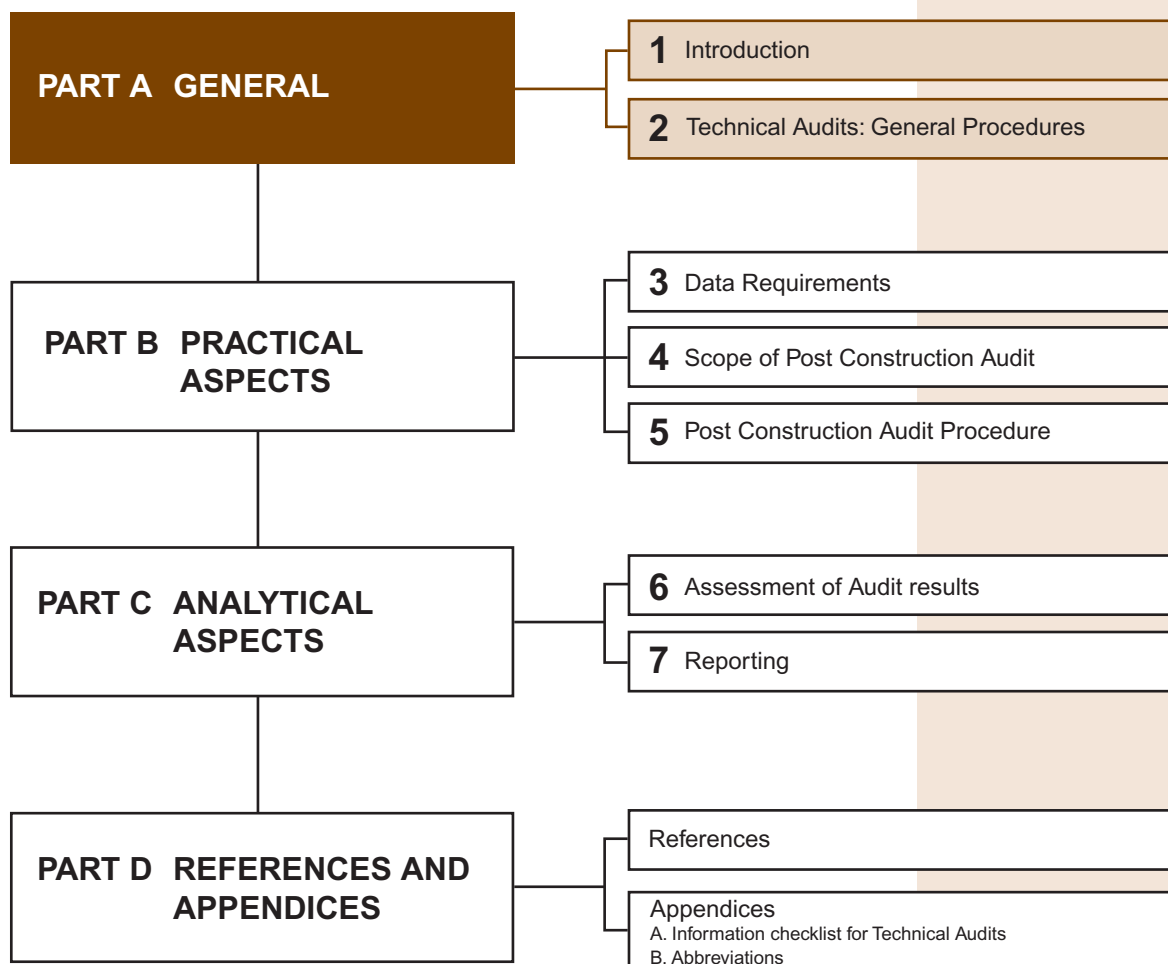 PART A GENERAL
1 Introduction
2 Technical Audits: General Procedures
PART B PRACTICAL
ASPECTS
3 Data Requirements
4 Scope of Post Construction Audit
5 Post Construction Audit Procedure
PART C ANALYTICAL
ASPECTS
6 Assessment of Audit results
7 Reporting
PART D REFERENCES AND
APPENDICES
References
Appendices
A. Information checklist for Technical Audits
B. Abbreviations